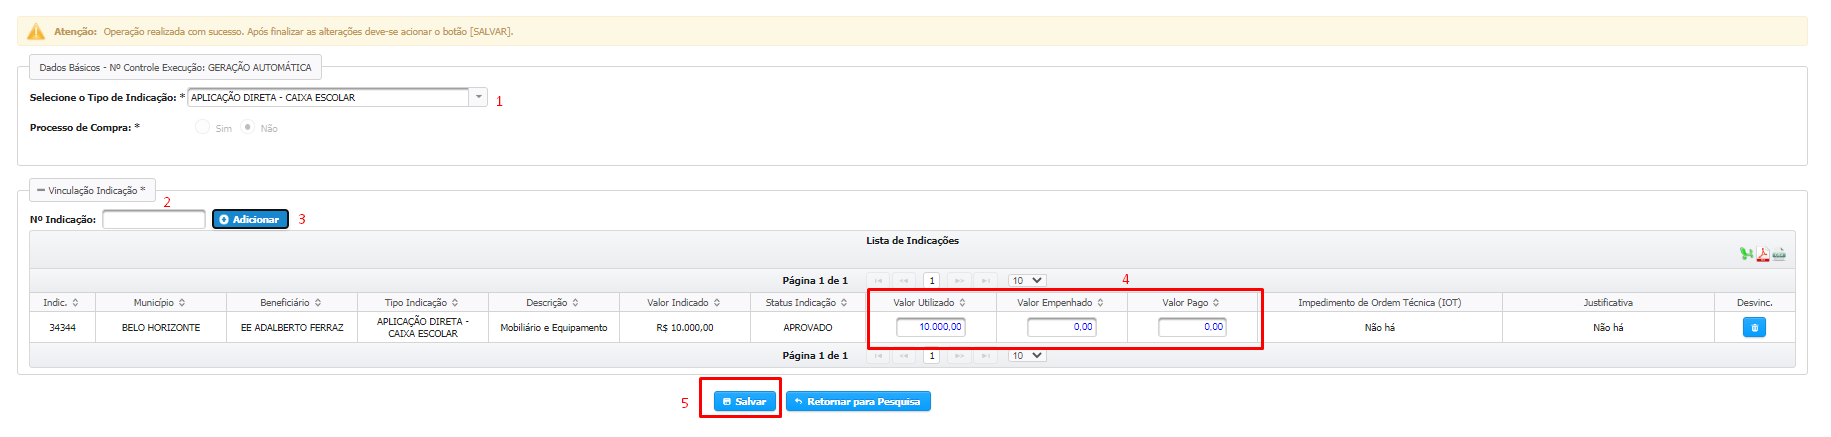 Atenção: Operação realizada com sucesso. Após finalizar as alterações deve-se acionar o botão [SALVAR].
Dados Básicos - Nº Controle Execução: GERAÇÃO AUTOMÁTICA
Selecione o Tipo de Indicação: * APLICAÇÃO DIRETA - CAIXA ESCOLAR 1
Processo de Compra: * Sim Não
Vinculação Indicação * 2
Nº Indicação: Adicionar 3
Lista de Indicações
Página 1 de 1 1 10 4
Indic. Município Beneficiário Tipo Indicação Descrição Valor Indicado Status Indicação Valor Utilizado Valor Empenhado Valor Pago Impedimento de Ordem Técnica (IOT) Justificativa Desvinc.
34344 BELO HORIZONTE EE ADALBERTO FERRAZ APLICAÇÃO DIRETA - CAIXA ESCOLAR Mobiliário e Equipamento R$ 10.000,00 APROVADO 10.000,00 0,00 0,00 Não há Não há
Página 1 de 1 1 10
5 Salvar Retornar para Pesquisa